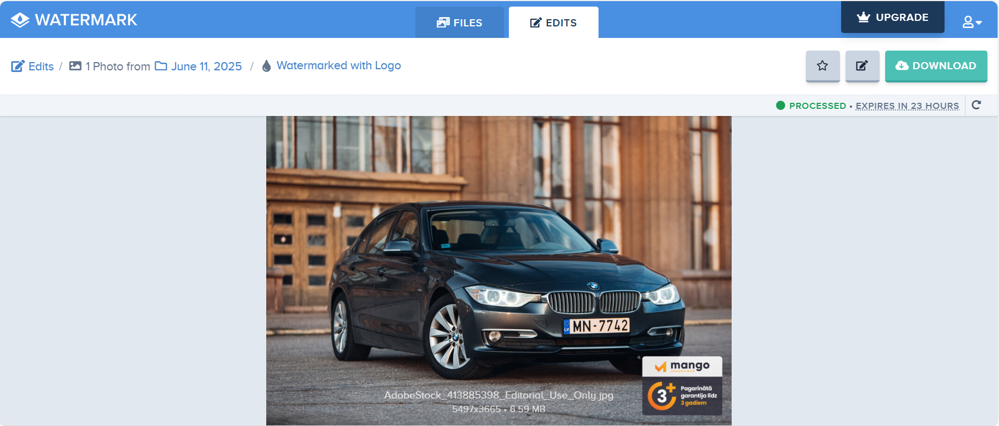 WATERMARK
FILES
EDITS
UPGRADE
Edits / 1 Photo from June 11, 2025 / Watermarked with Logo
DOWNLOAD
PROCESSED • EXPIRES IN 23 HOURS
LV
MN-7742
mango
INSURANCE
3+
Pagarinātā
garantija līdz
3 gadiem
AdobeStock_413885398_Editorial_Use_Only.jpg
5497x3665 • 6.59 MB